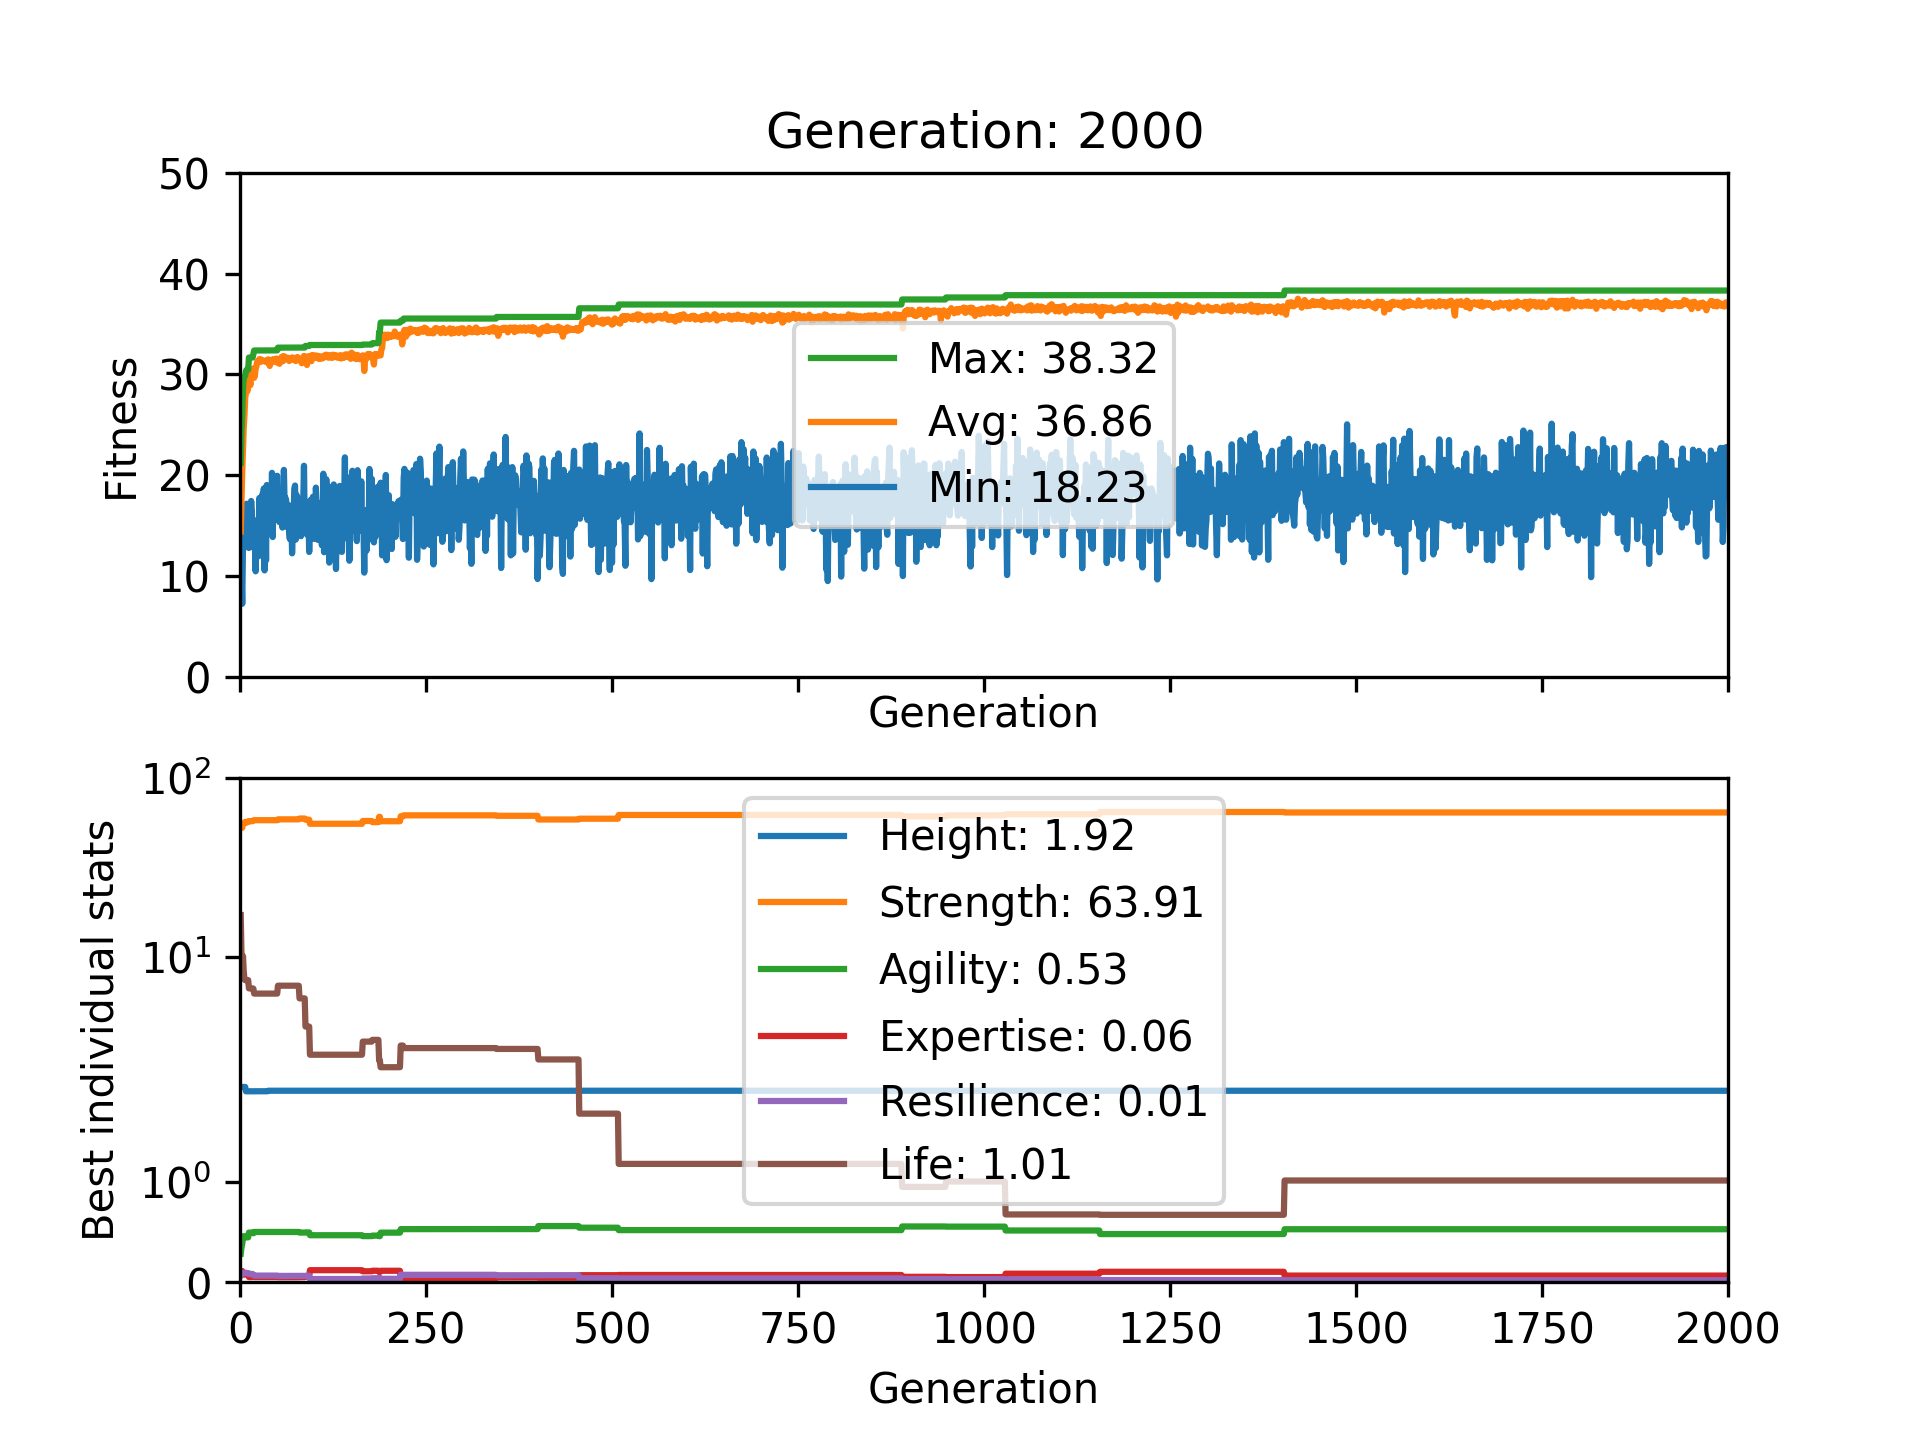 Generation: 2000
50
40
30
20
10
0
Fitness
Max: 38.32
Avg: 36.86
Min: 18.23
Generation
10²
10¹
10⁰
0
Best individual stats
Height: 1.92
Strength: 63.91
Agility: 0.53
Expertise: 0.06
Resilience: 0.01
Life: 1.01
0 250 500 750 1000 1250 1500 1750 2000
Generation